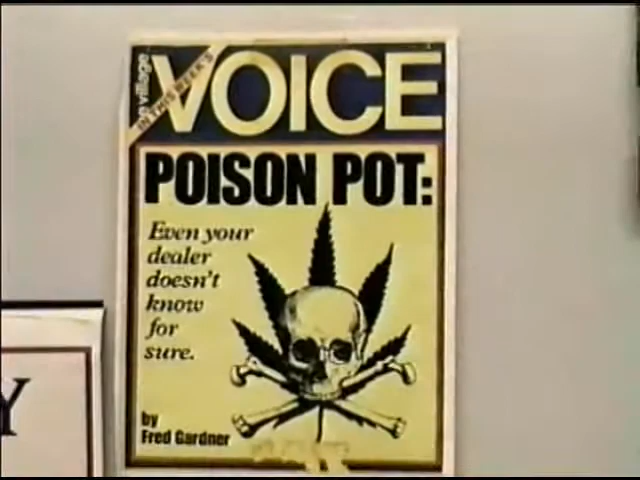 the village
VOICE
IN THIS WEEK'S
POISON POT:
Even your
dealer
doesn't
know
for
sure.
by
Fred Gardner
Y